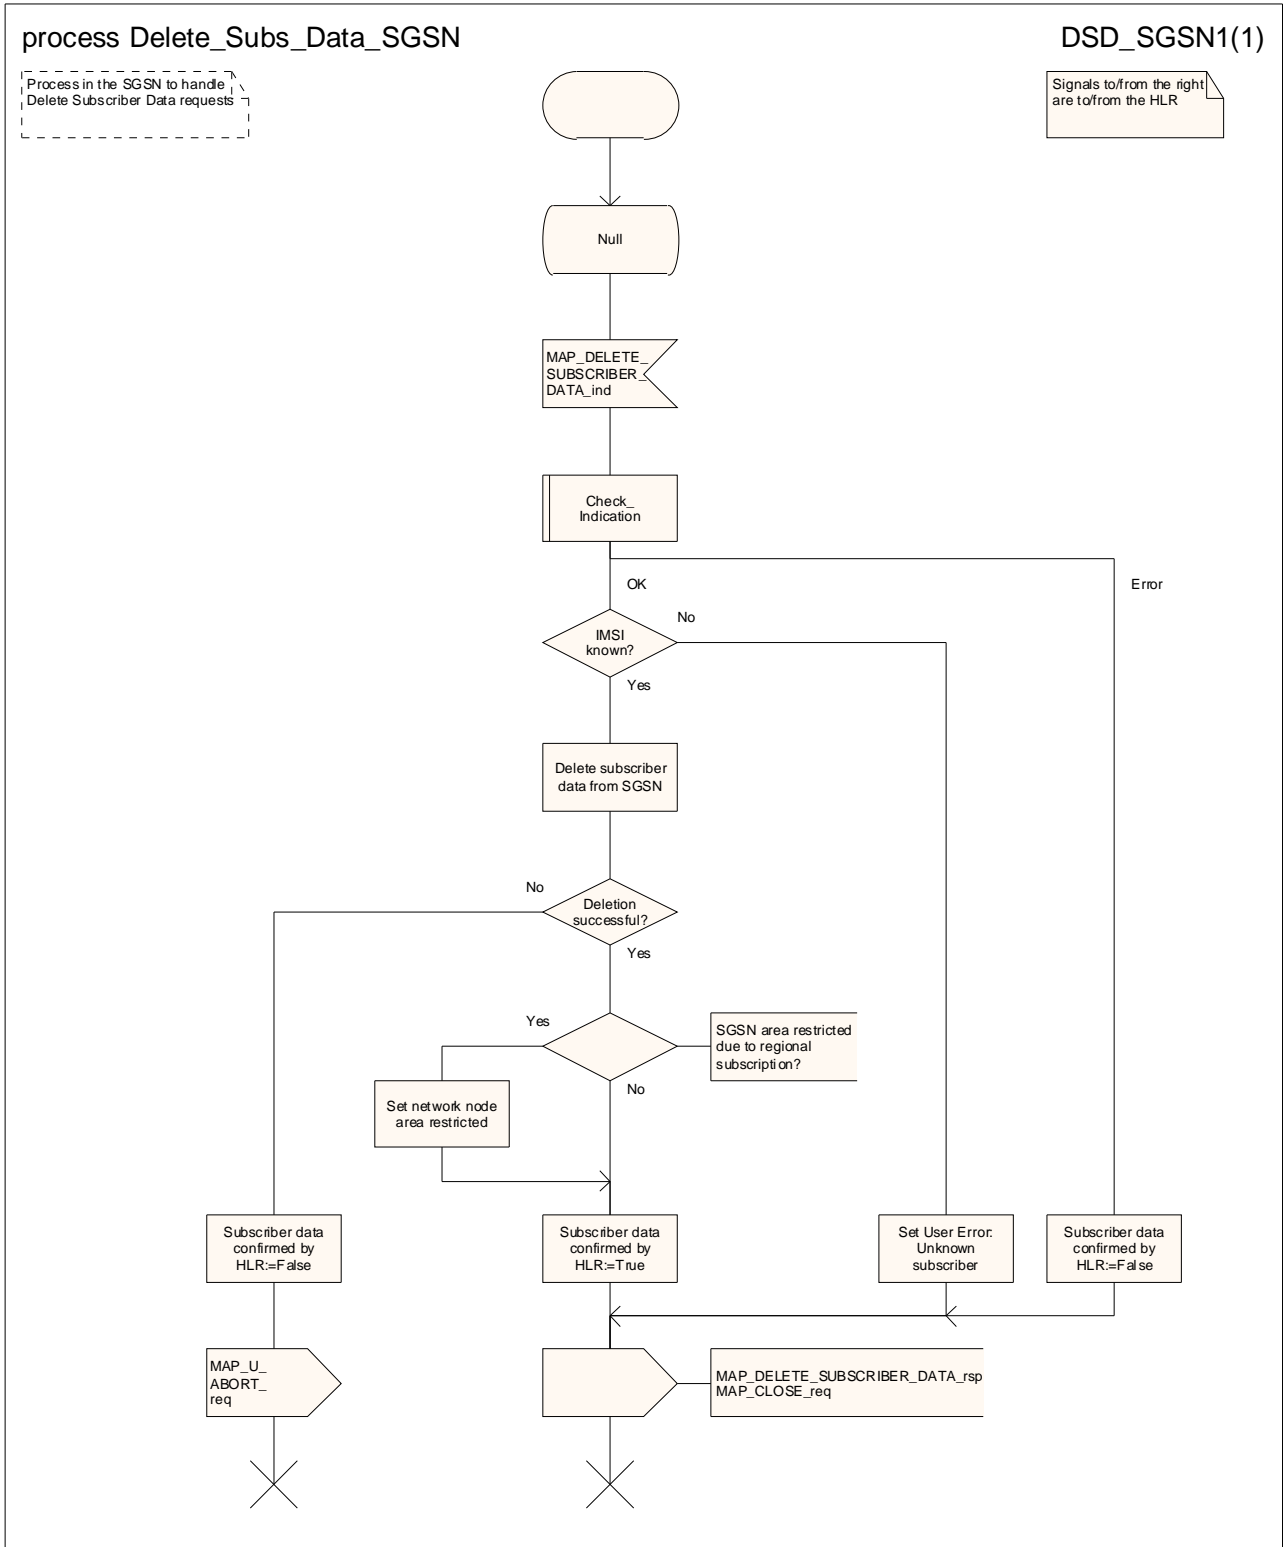 process Delete_Subs_Data_SGSN
DSD_SGSN1(1)
Process in the SGSN to handle
Delete Subscriber Data requests
Signals to/from the right
are to/from the HLR
Null
MAP_DELETE_
SUBSCRIBER_
DATA_ind
Check_
Indication
OK
Error
IMSI
known?
No
Yes
Delete subscriber
data from SGSN
No
Deletion
successful?
Yes
Yes
SGSN area restricted
due to regional
subscription?
No
Set network node
area restricted
Subscriber data
confirmed by
HLR:=False
Subscriber data
confirmed by
HLR:=True
Set User Error:
Unknown
subscriber
Subscriber data
confirmed by
HLR:=False
MAP_U_
ABORT_
req
MAP_DELETE_SUBSCRIBER_DATA_rsp
MAP_CLOSE_req